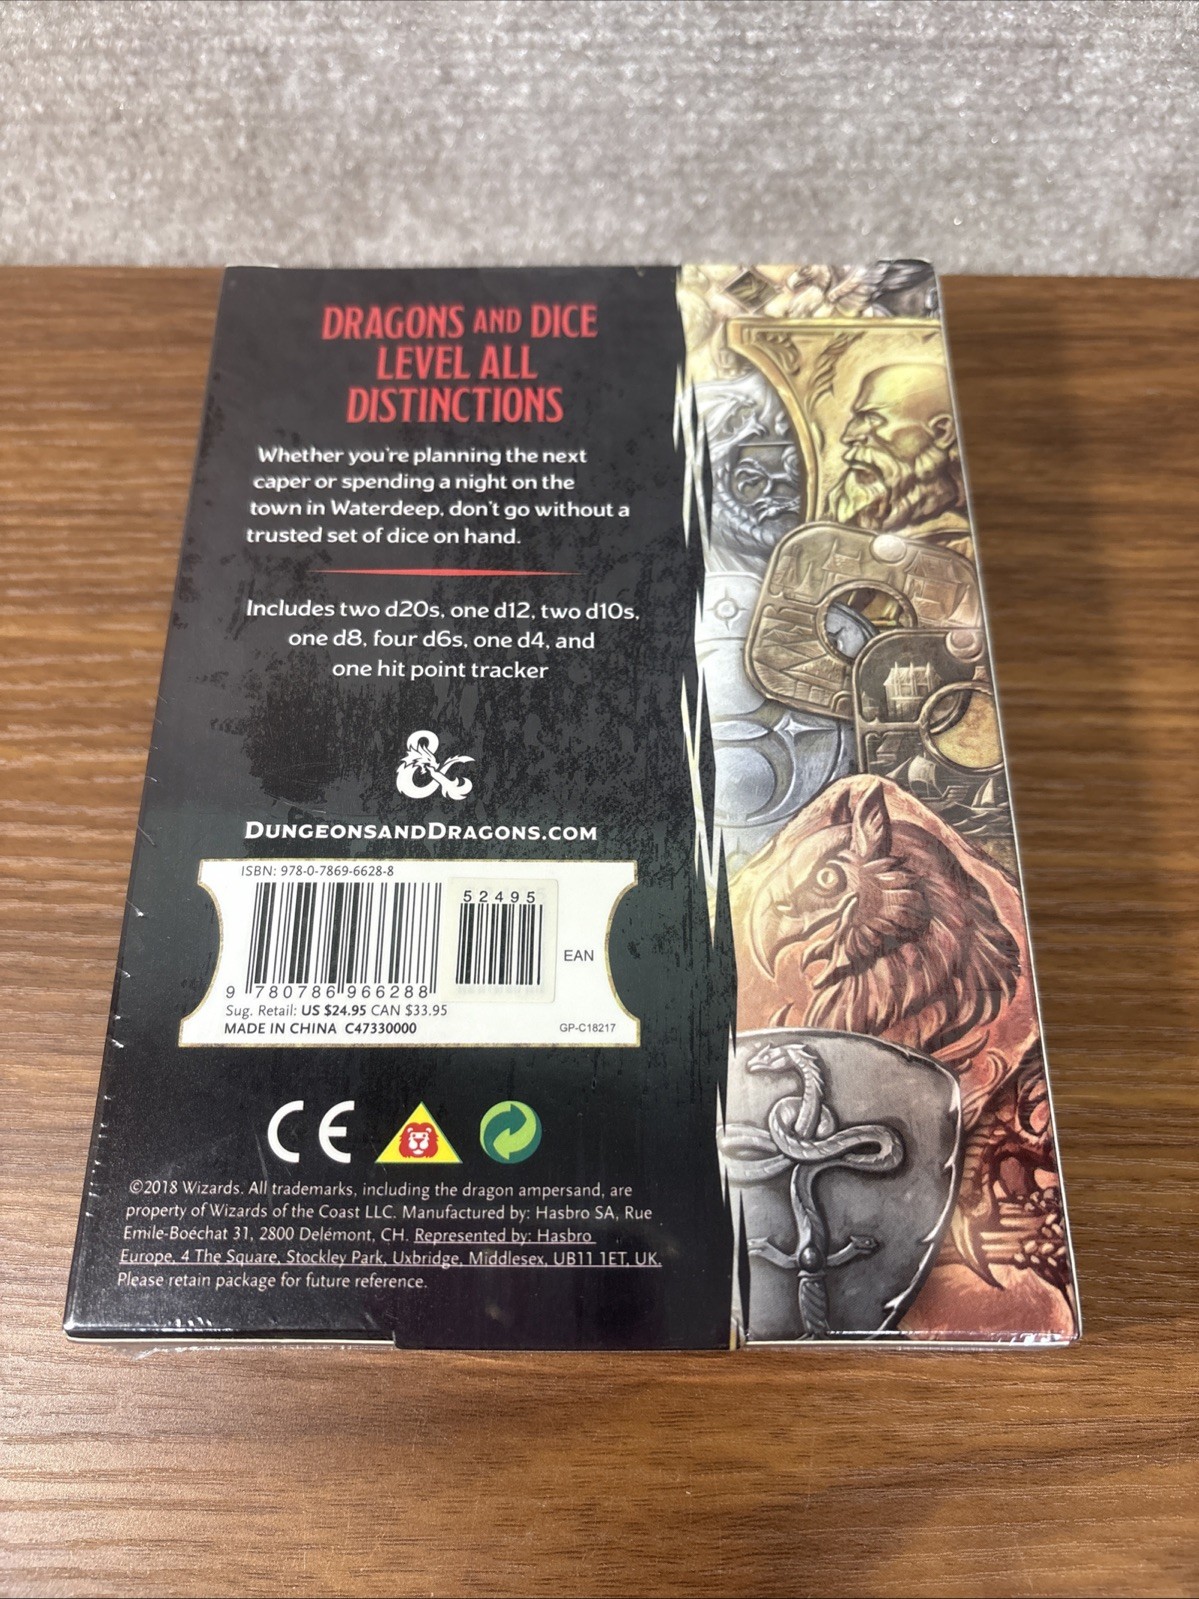 DRAGONS AND DICE
LEVEL ALL
DISTINCTIONS
Whether you're planning the next
caper or spending a night on the
town in Waterdeep, don't go without a
trusted set of dice on hand.
Includes two d20s, one d12, two d10s,
one d8, four d6s, one d4, and
one hit point tracker
&
DUNGEONSANDDRAGONS.COM
ISBN: 978-0-7869-6628-8
52495
EAN
9 780786 966288
Sug. Retail: US $24.95 CAN $33.95
MADE IN CHINA C47330000
GP-C18217
CE
©2018 Wizards. All trademarks, including the dragon ampersand, are
property of Wizards of the Coast LLC. Manufactured by: Hasbro SA, Rue
Emile-Boéchat 31, 2800 Delémont, CH. Represented by: Hasbro
Europe, 4 The Square, Stockley Park, Uxbridge, Middlesex, UB11 1ET, UK.
Please retain package for future reference.